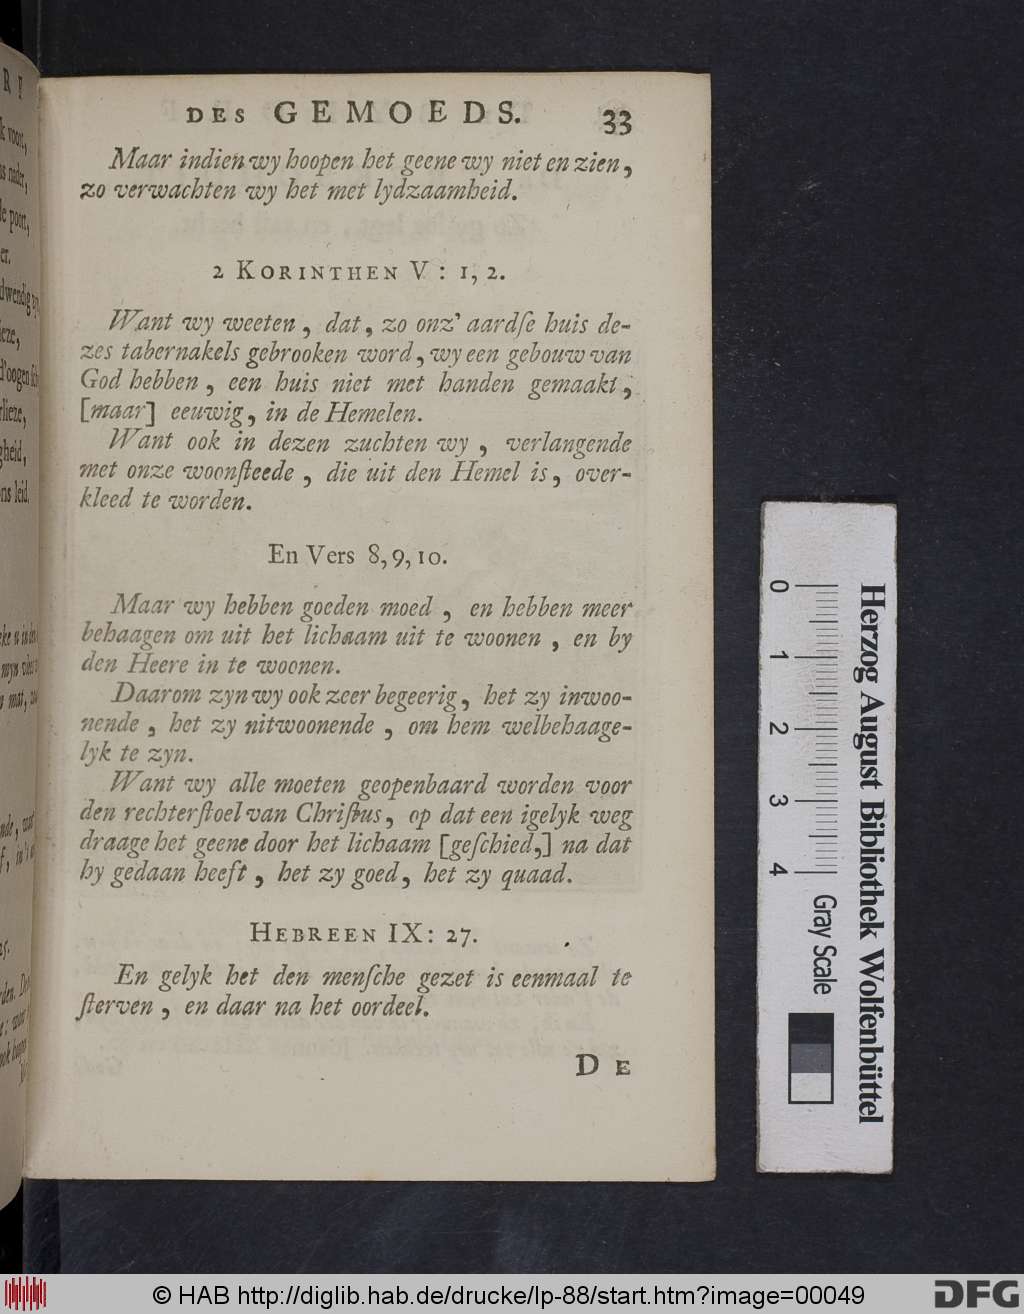 DES GEMOEDS. 33
Maar indien wy hoopen het geene wy niet en zien,
zo verwachten wy het met lydzaamheid.
2 KORINTHEN V : 1, 2.
Want wy weeten, dat, zo onz' aardſe huis de-
zes tabernakels gebrooken word, wy een gebouw van
God hebben, een huis niet met handen gemaakt,
[maar] eeuwig, in de Hemelen.
Want ook in dezen zuchten wy, verlangende
met onze woonſteede, die uit den Hemel is, over-
kleed te worden.
En Vers 8, 9, 10.
Maar wy hebben goeden moed, en hebben meer
behaagen om uit het lichaam uit te woonen, en by
den Heere in te woonen.
Daarom zyn wy ook zeer begeerig, het zy inwoo-
nende, het zy nitwoonende, om hem welbehaage-
lyk te zyn.
Want wy alle moeten geopenbaard worden voor
den rechterſtoel van Chriſtus, op dat een igelyk weg
draage het geene door het lichaam [geſchied,] na dat
hy gedaan heeft, het zy goed, het zy quaad.
HEBREEN IX: 27.
En gelyk het den menſche gezet is eenmaal te
ſterven, en daar na het oordeel.
DE
0 1 2 3 4
Gray Scale
Herzog August Bibliothek Wolfenbüttel
© HAB http://diglib.hab.de/drucke/lp-88/start.htm?image=00049
DFG